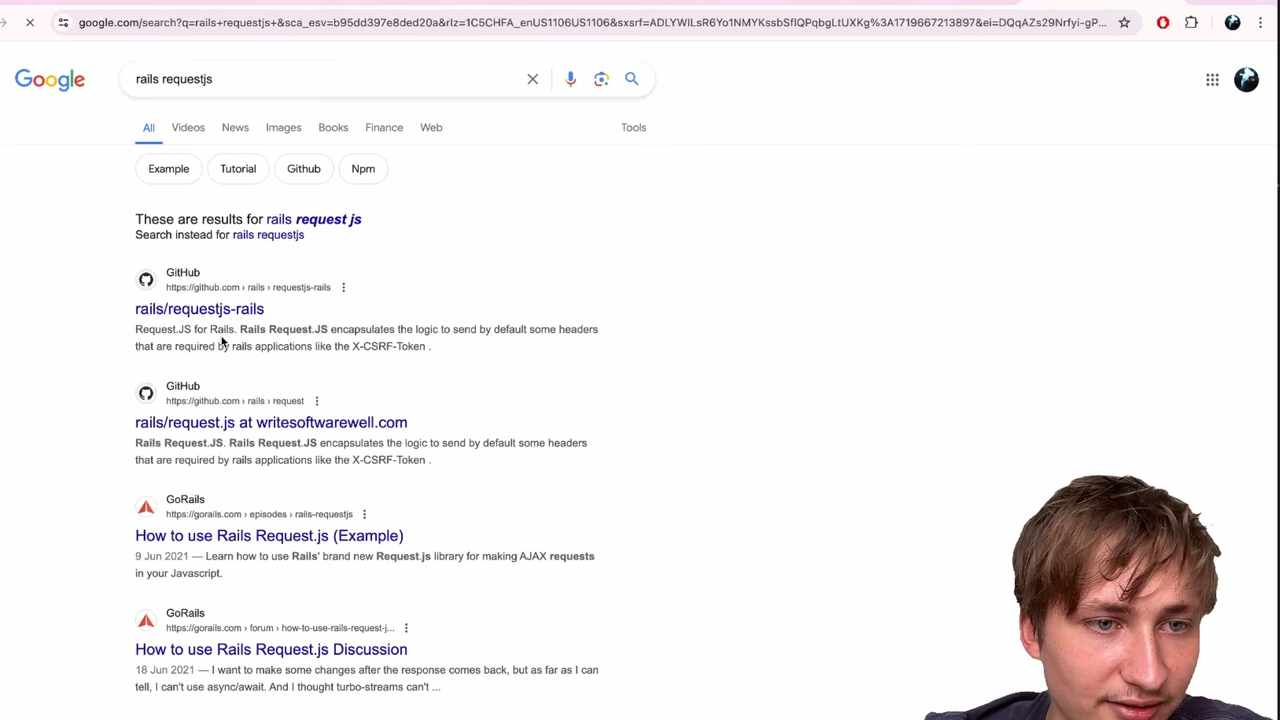 google.com/search?q=rails+requestjs+&sca_esv=b95dd397e8ded20a&rlz=1C5CHFA_enUS1106US1106&sxsrf=ADLYWILsR6Yo1NMYKssbSflQPqbgLtUXKg%3A1719667213897&ei=DQqAZs29Nrfyi-gP...
Google
rails requestjs
All Videos News Images Books Finance Web Tools
Example Tutorial Github Npm
These are results for rails request js
Search instead for rails requestjs
GitHub
https://github.com › rails › requestjs-rails
rails/requestjs-rails
Request.JS for Rails. Rails Request.JS encapsulates the logic to send by default some headers
that are required by rails applications like the X-CSRF-Token .
GitHub
https://github.com › rails › request
rails/request.js at writesoftwarewell.com
Rails Request.JS. Rails Request.JS encapsulates the logic to send by default some headers
that are required by rails applications like the X-CSRF-Token .
GoRails
https://gorails.com › episodes › rails-requestjs
How to use Rails Request.js (Example)
9 Jun 2021 — Learn how to use Rails' brand new Request.js library for making AJAX requests
in your Javascript.
GoRails
https://gorails.com › forum › how-to-use-rails-request-j...
How to use Rails Request.js Discussion
18 Jun 2021 — I want to make some changes after the response comes back, but as far as I can
tell, I can't use async/await. And I thought turbo-streams can't ...